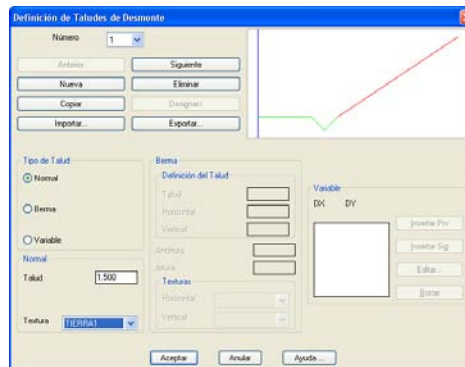 Definición de Taludes de Desmonte
Número 1
Anterior Siguiente
Nueva Eliminar
Copiar Designar<
Importar... Exportar...
Tipo de Talud
Normal
Berma
Variable
Normal
Talud 1.500
Textura TIERRA1
Berma
Definición del Talud
Talud
Horizontal
Vertical
Anchura
Altura
Texturas
Horizontal
Vertical
Variable
DX DY
Insertar Prv
Insertar Sig
Editar...
Borrar
Aceptar Anular Ayuda...